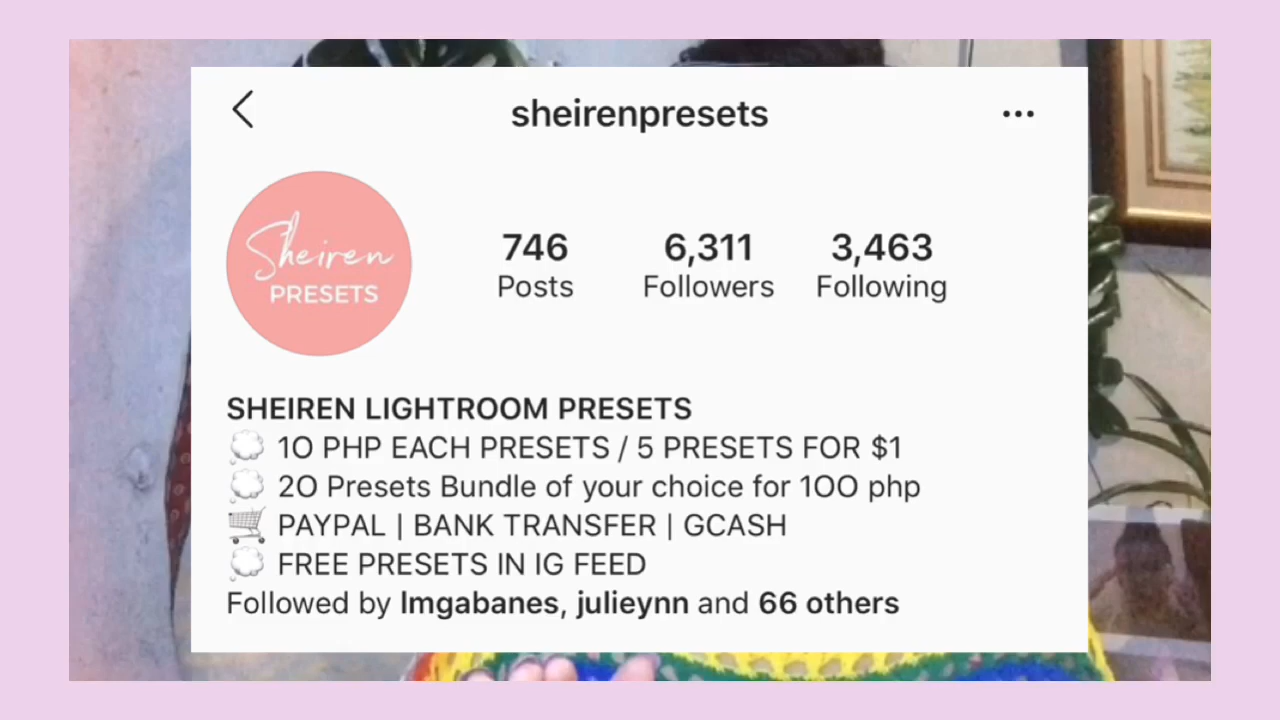 sheirenpresets
Sheiren
PRESETS
746
6,311
3,463
Posts
Followers
Following
SHEIREN LIGHTROOM PRESETS
10 PHP EACH PRESETS / 5 PRESETS FOR $1
20 Presets Bundle of your choice for 100 php
PAYPAL | BANK TRANSFER | GCASH
FREE PRESETS IN IG FEED
Followed by lmgabanes, julieynn and 66 others